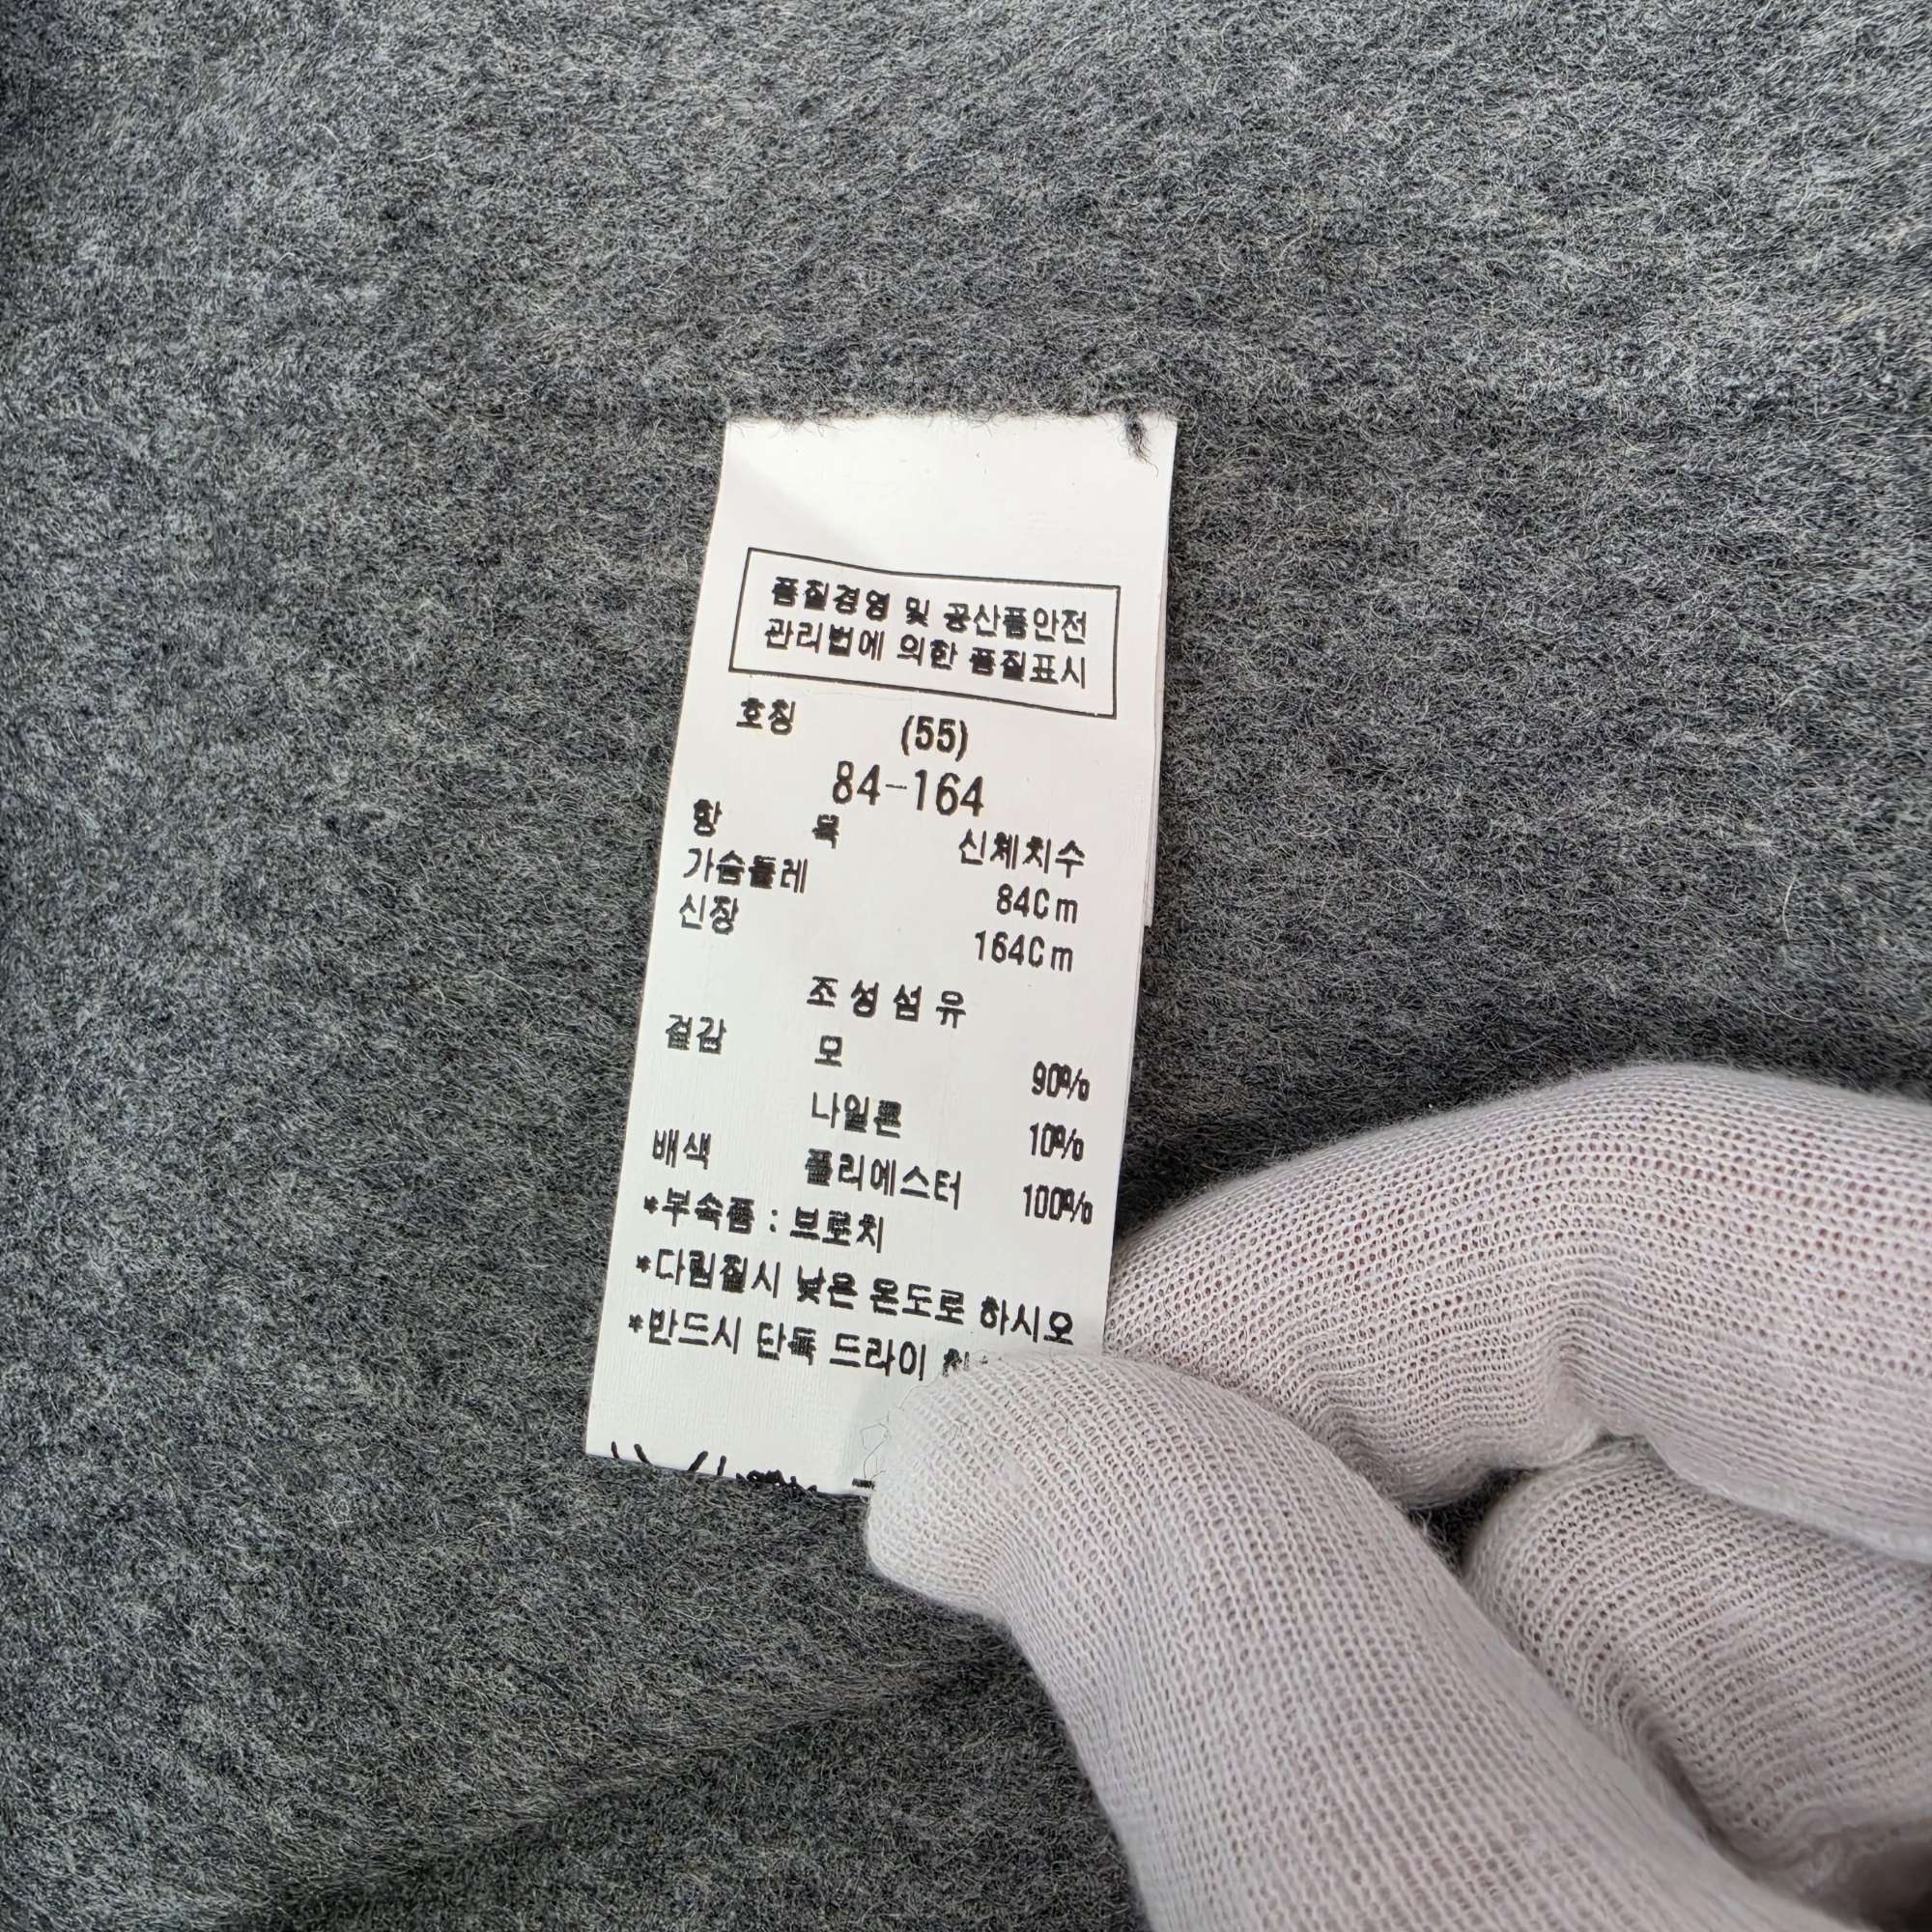 품질경영 및 공산품안전
관리법에 의한 품질표시
호칭 (55)
84-164
항 목 신체치수
가슴둘레 84Cm
신장 164Cm
조성섬유
겉감 모 90%
나일론 10%
배색 폴리에스터 100%
*부속품 : 브로치
*다림질시 낮은 온도로 하시오
*반드시 단독 드라이